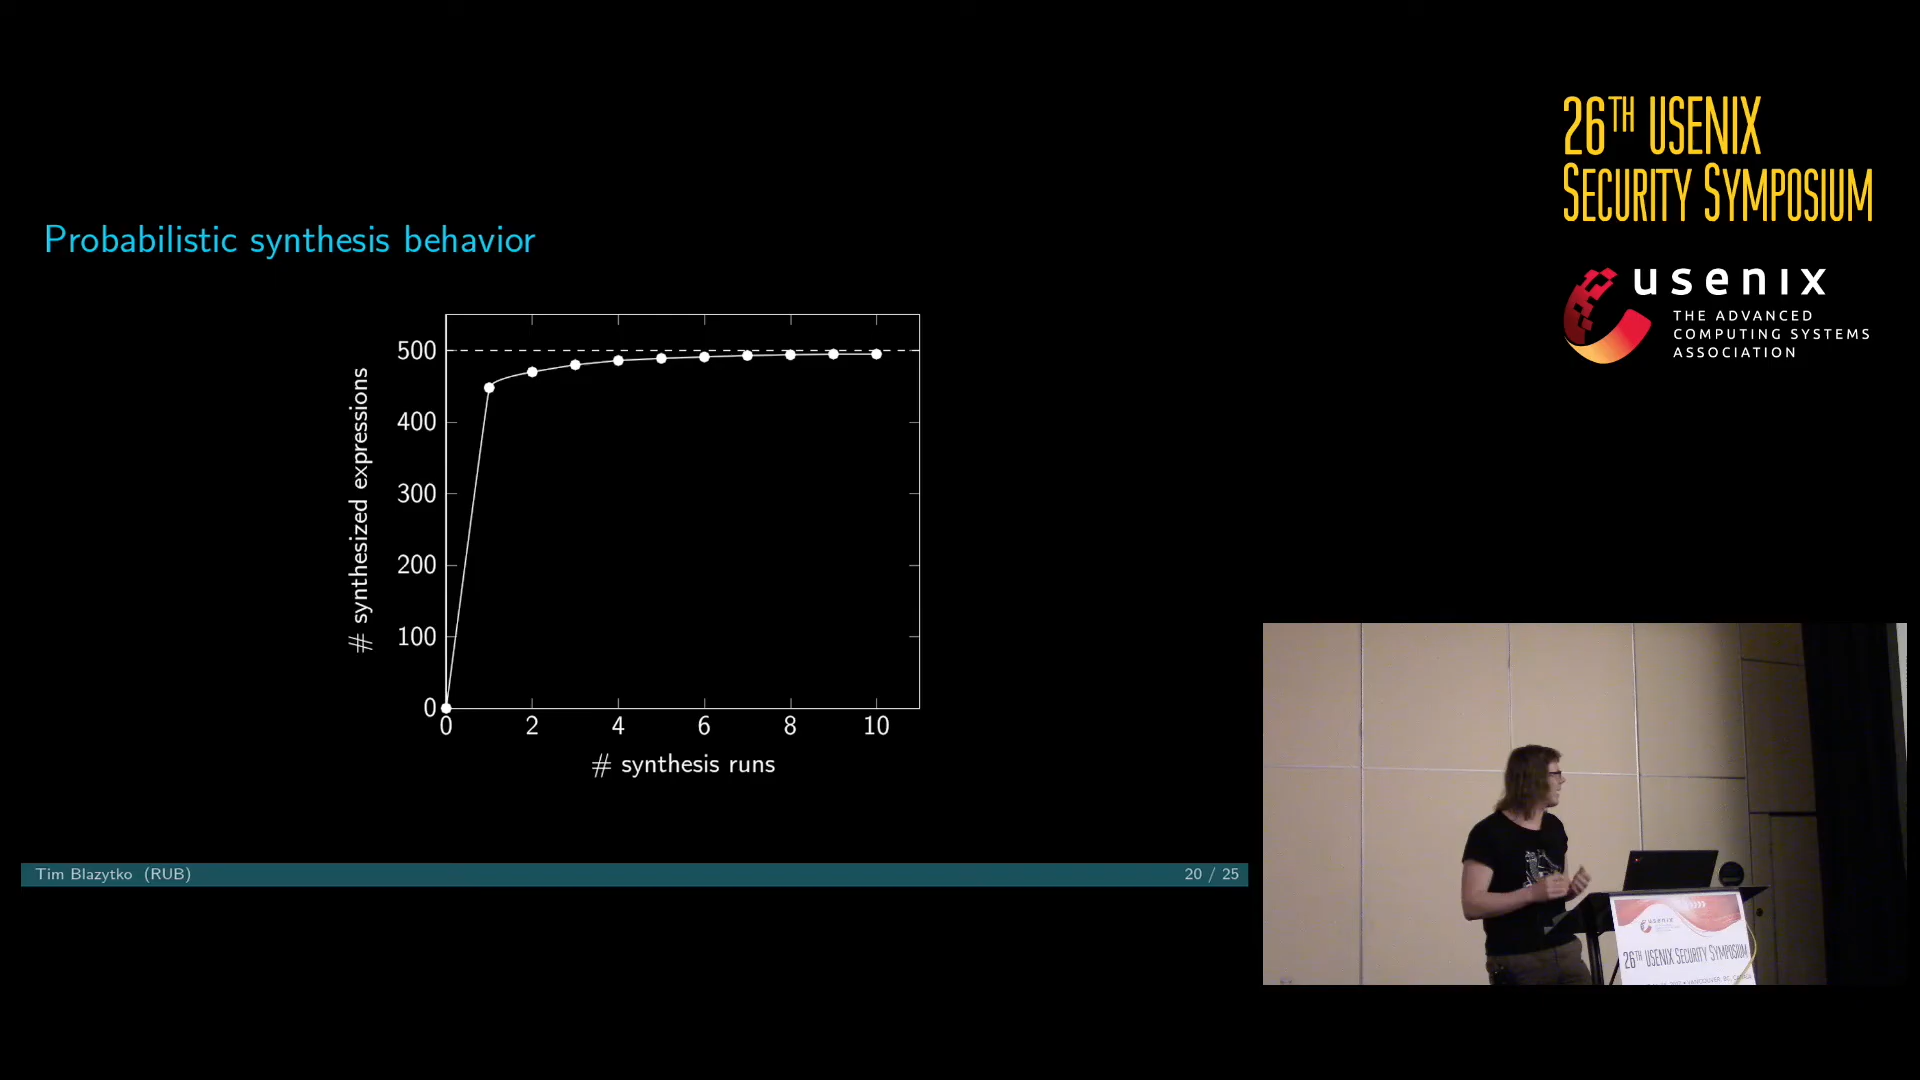 26TH USENIX
SECURITY SYMPOSIUM
usenix
THE ADVANCED
COMPUTING SYSTEMS
ASSOCIATION
Probabilistic synthesis behavior
# synthesized expressions
500
400
300
200
100
0
0 2 4 6 8 10
# synthesis runs
Tim Blazytko (RUB)
20 / 25
usenix
26TH USENIX SECURITY SYMPOSIUM